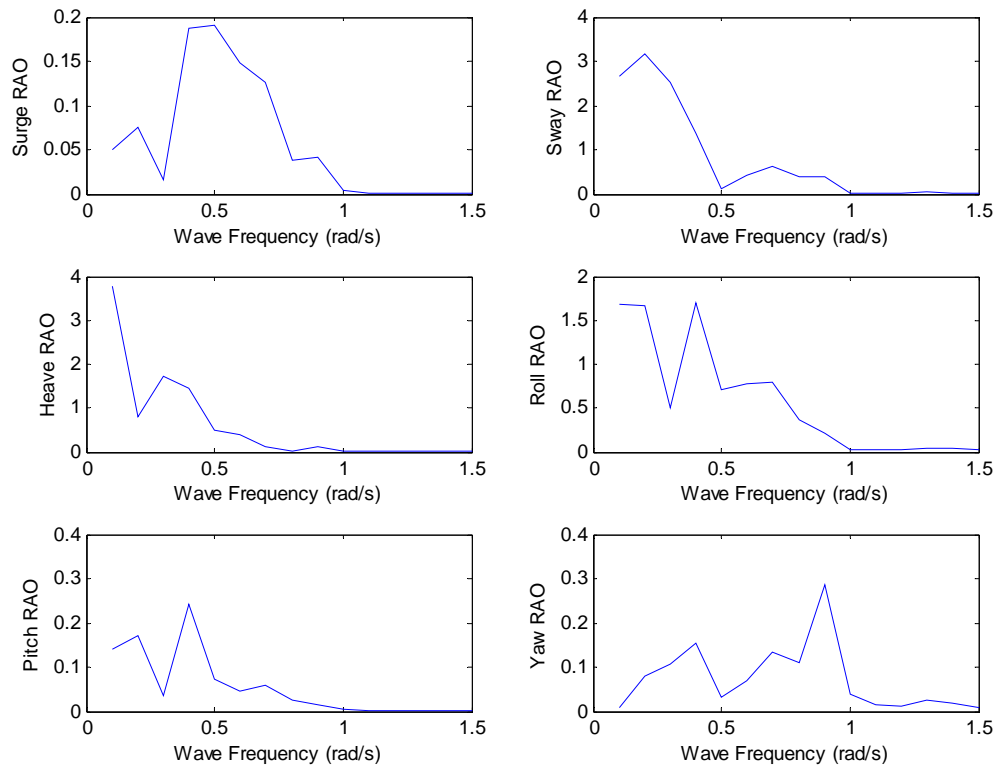 0.2
0.15
0.1
0.05
0
Surge RAO
0 0.5 1 1.5
Wave Frequency (rad/s)
4
3
2
1
0
Sway RAO
0 0.5 1 1.5
Wave Frequency (rad/s)
4
3
2
1
0
Heave RAO
0 0.5 1 1.5
Wave Frequency (rad/s)
2
1.5
1
0.5
0
Roll RAO
0 0.5 1 1.5
Wave Frequency (rad/s)
0.4
0.3
0.2
0.1
0
Pitch RAO
0 0.5 1 1.5
Wave Frequency (rad/s)
0.4
0.3
0.2
0.1
0
Yaw RAO
0 0.5 1 1.5
Wave Frequency (rad/s)